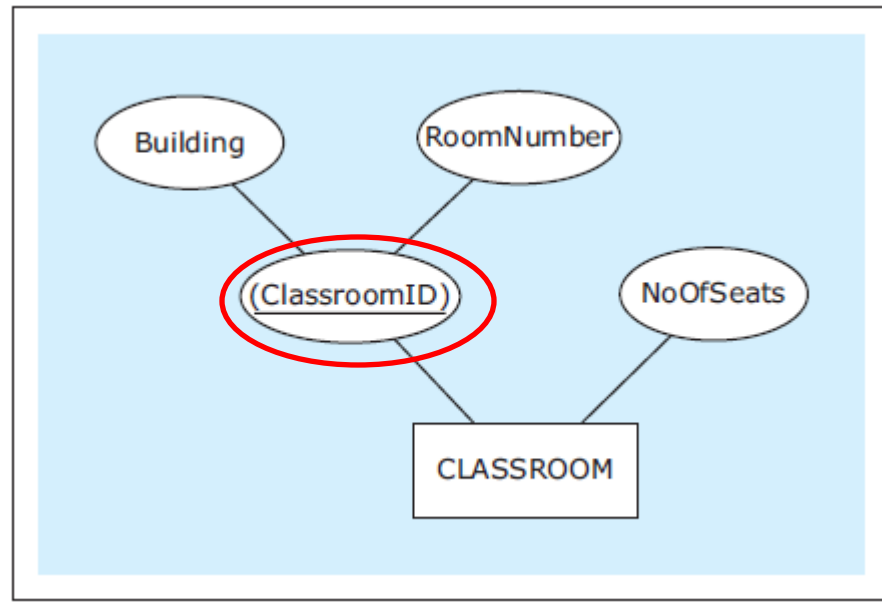 Building
RoomNumber
(ClassroomID)
NoOfSeats
CLASSROOM